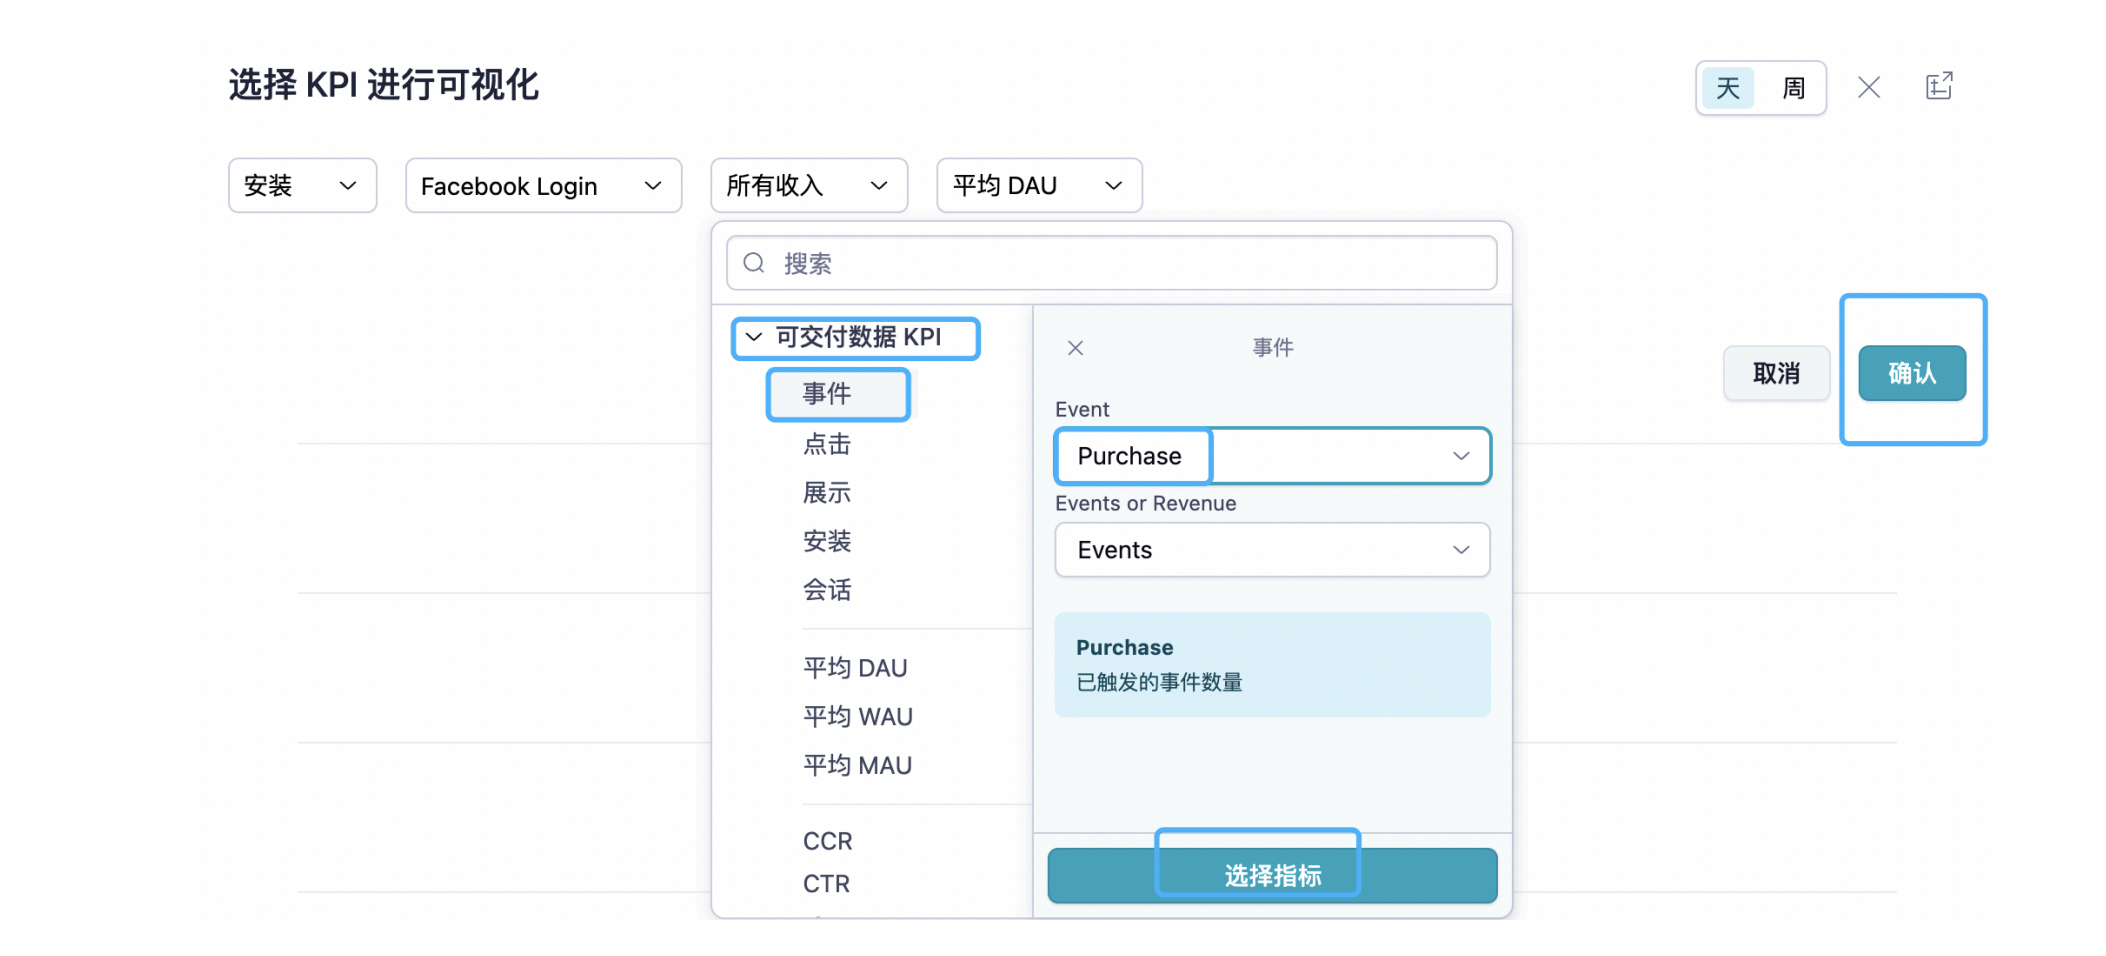 选择 KPI 进行可视化
天 周
安装 Facebook Login 所有收入 平均 DAU
搜索
可交付数据 KPI
事件
点击
展示
安装
会话
平均 DAU
平均 WAU
平均 MAU
CCR
CTR
事件
Event
Purchase
Events or Revenue
Events
Purchase
已触发的事件数量
选择指标
取消 确认